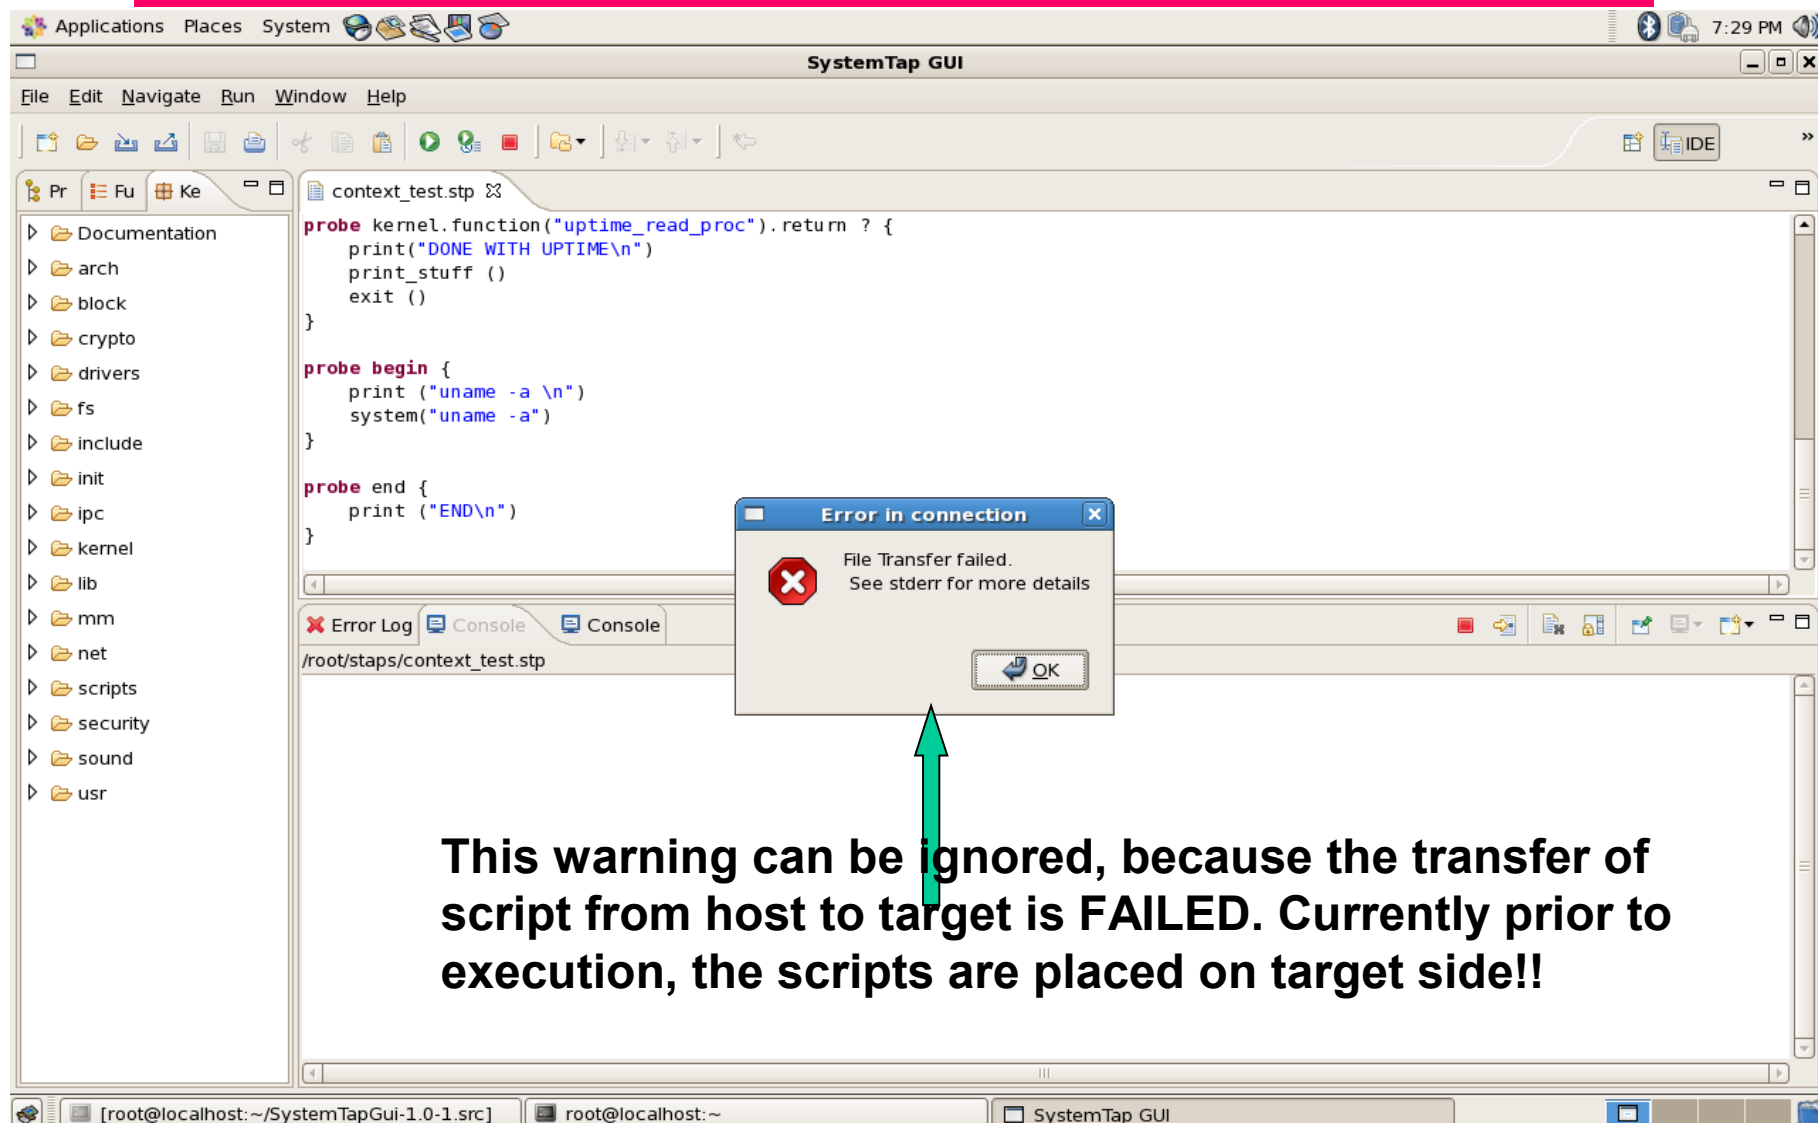 Applications Places System
7:29 PM
SystemTap GUI
File Edit Navigate Run Window Help
IDE
»
Pr Fu Ke
context_test.stp
Documentation
arch
block
crypto
drivers
fs
include
init
ipc
kernel
lib
mm
net
scripts
security
sound
usr
probe kernel.function("uptime_read_proc").return ? {
print("DONE WITH UPTIME\n")
print_stuff ()
exit ()
}
probe begin {
print ("uname -a \n")
system("uname -a")
}
probe end {
print ("END\n")
}
Error in connection
File Transfer failed.
See stderr for more details
OK
Error Log Console Console
/root/staps/context_test.stp
This warning can be ignored, because the transfer of
script from host to target is FAILED. Currently prior to
execution, the scripts are placed on target side!!
[root@localhost:~/SystemTapGui-1.0-1.src] root@localhost:~ SystemTap GUI